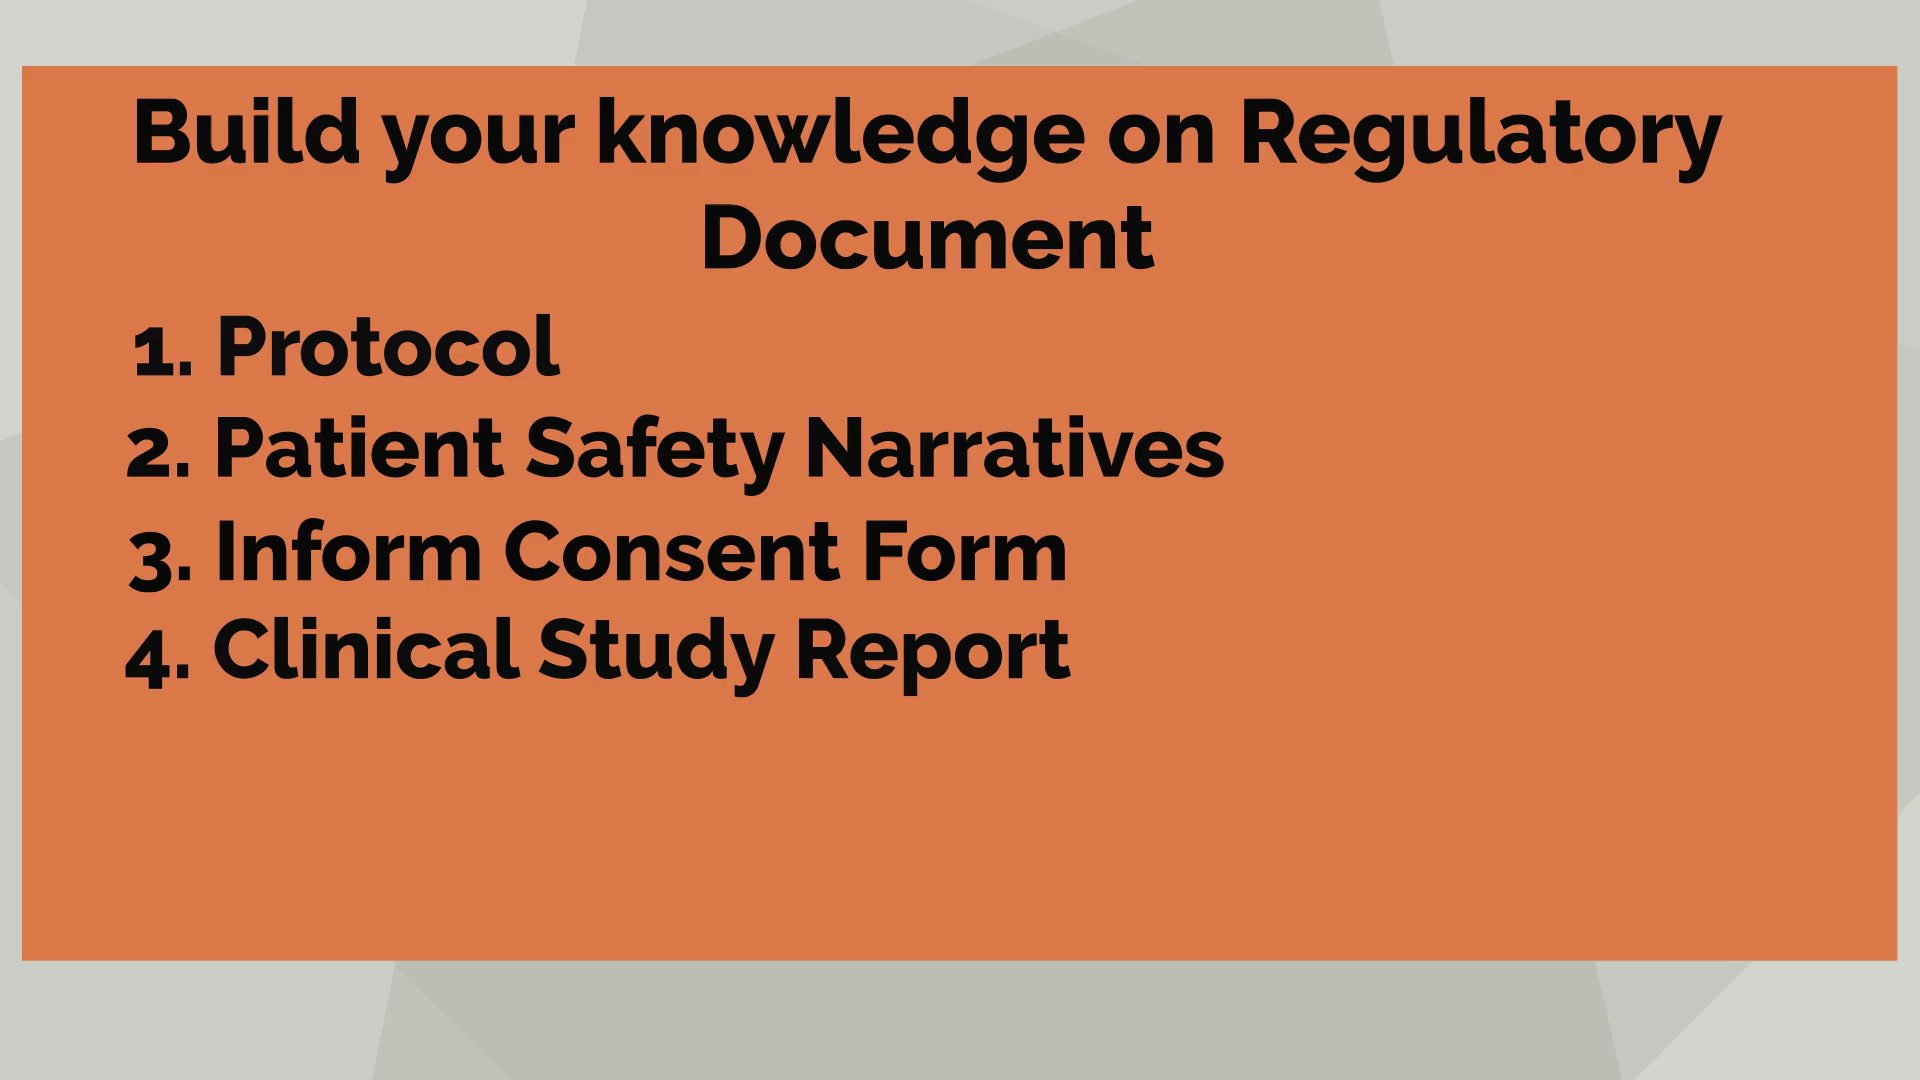 Build your knowledge on Regulatory
Document
1. Protocol
2. Patient Safety Narratives
3. Inform Consent Form
4. Clinical Study Report